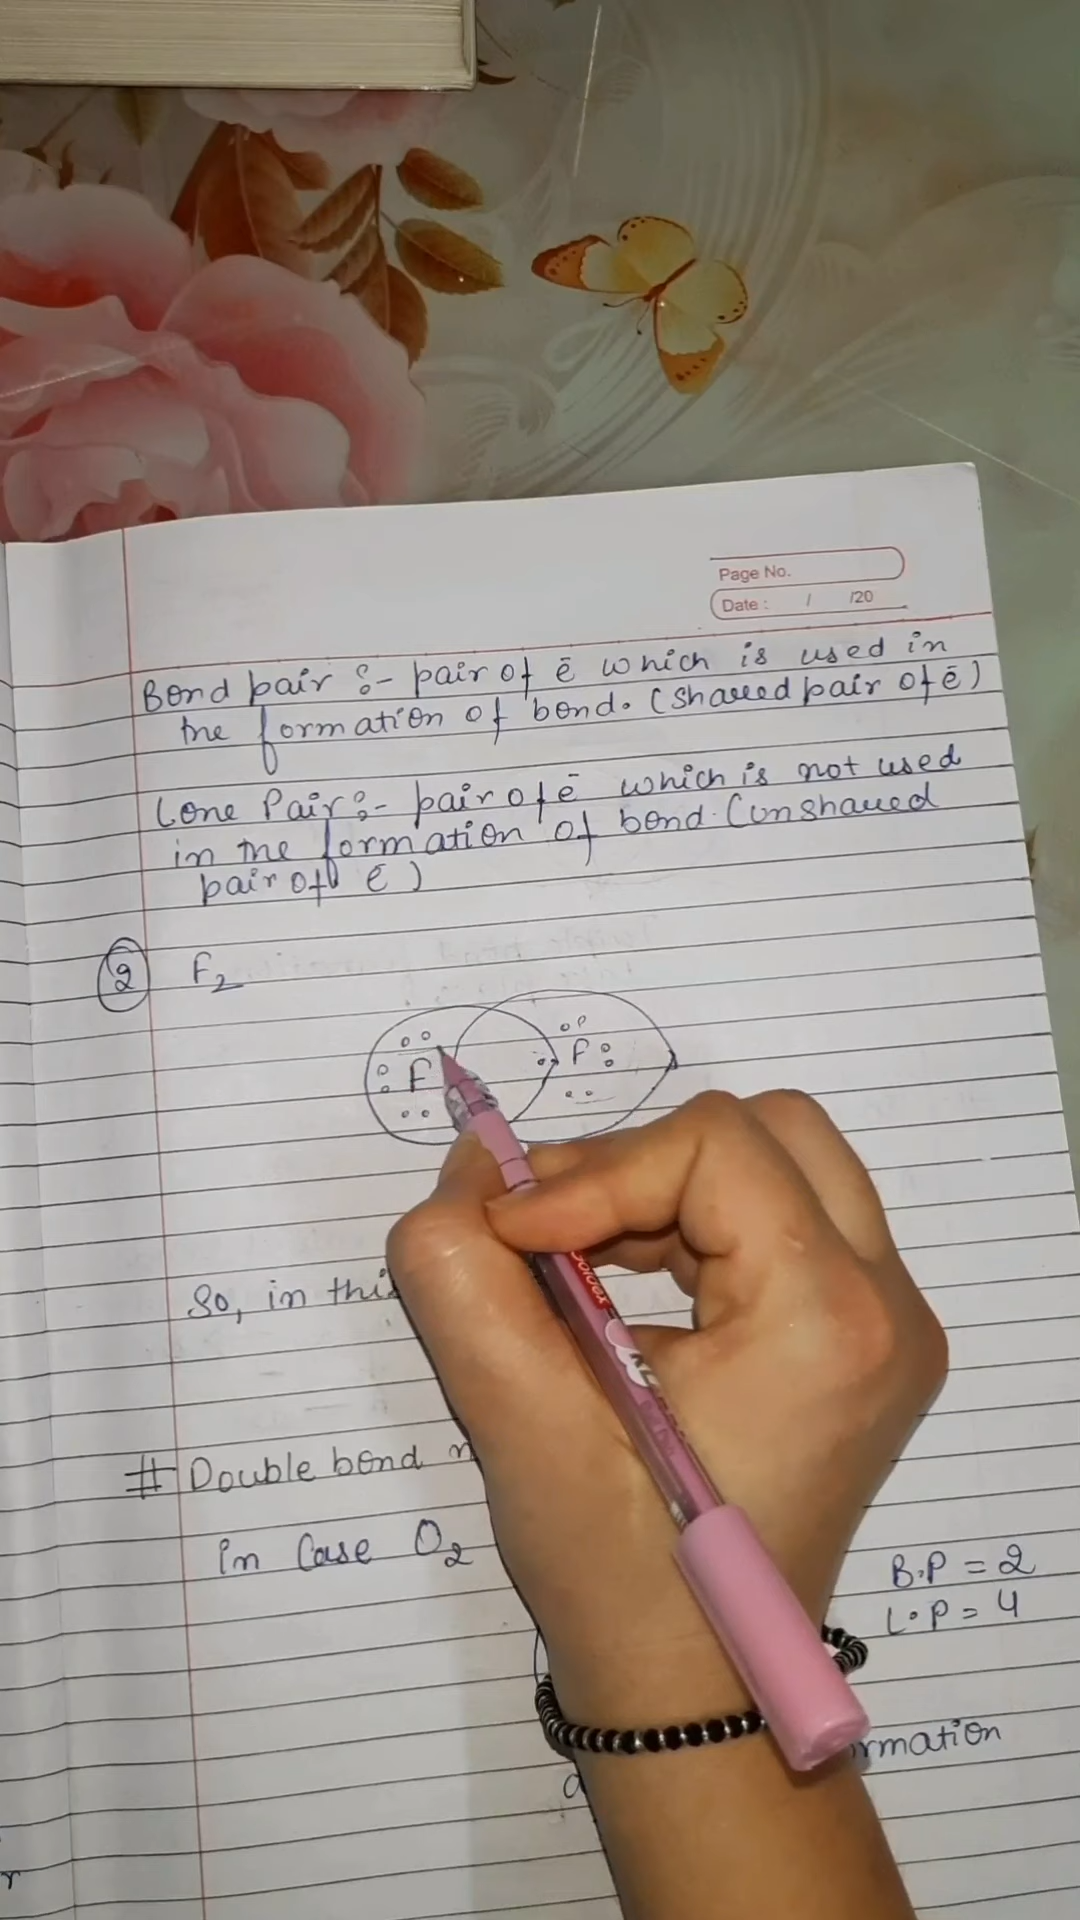 Page No.
Date : / /20
Bond pair :- pair of ē which is used in
the formation of bond. (shared pair of ē)
Lone Pair :- pair of ē which is not used
in the formation of bond. (unshared
pair of ē)
2 F2
F F
So, in this
# Double bond
in Case O2
B.P = 2
L.P = 4
rmation
r